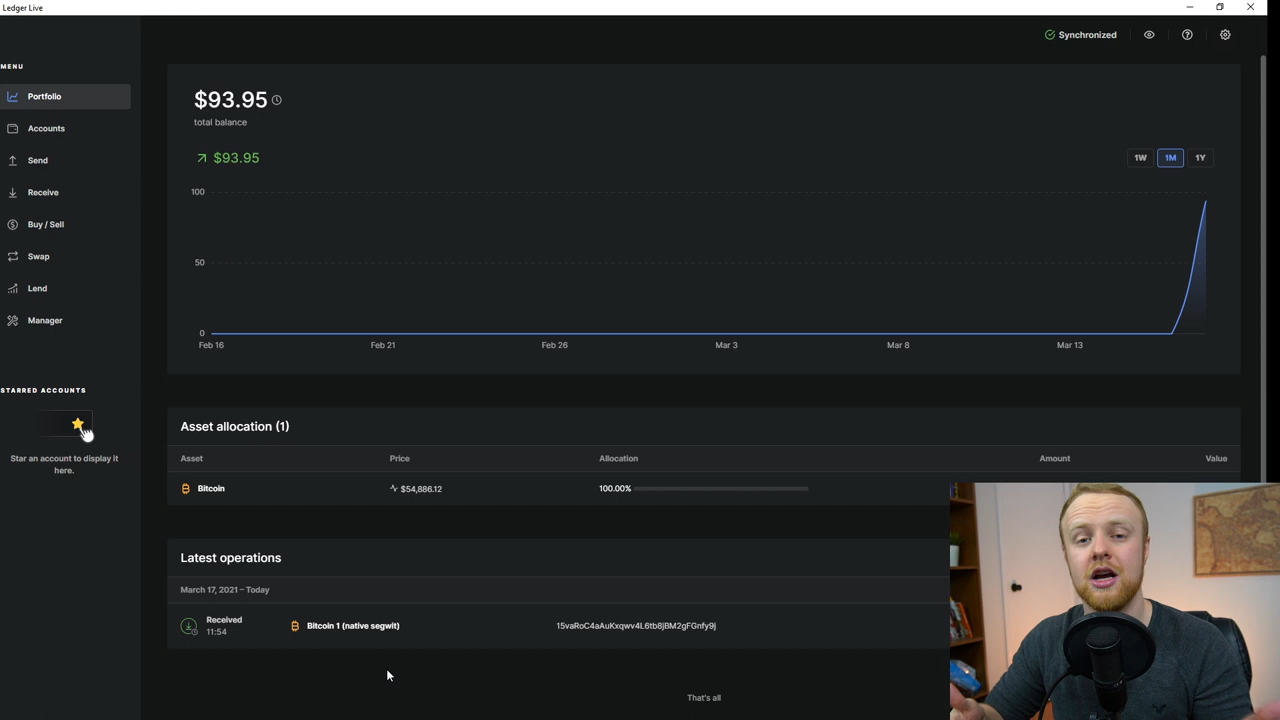 Ledger Live
Synchronized
MENU
Portfolio
Accounts
Send
Receive
Buy / Sell
Swap
Lend
Manager
STARRED ACCOUNTS
Star an account to display it
here.
$93.95
total balance
$93.95
1W 1M 1Y
100
50
0
Feb 16 Feb 21 Feb 26 Mar 3 Mar 8 Mar 13
Asset allocation (1)
Asset Price Allocation Amount Value
Bitcoin $54,886.12 100.00%
Latest operations
March 17, 2021 – Today
Received
11:54
Bitcoin 1 (native segwit)
15vaRoC4aAuKxqwv4L6tb8jBM2gFGnfy9j
That's all